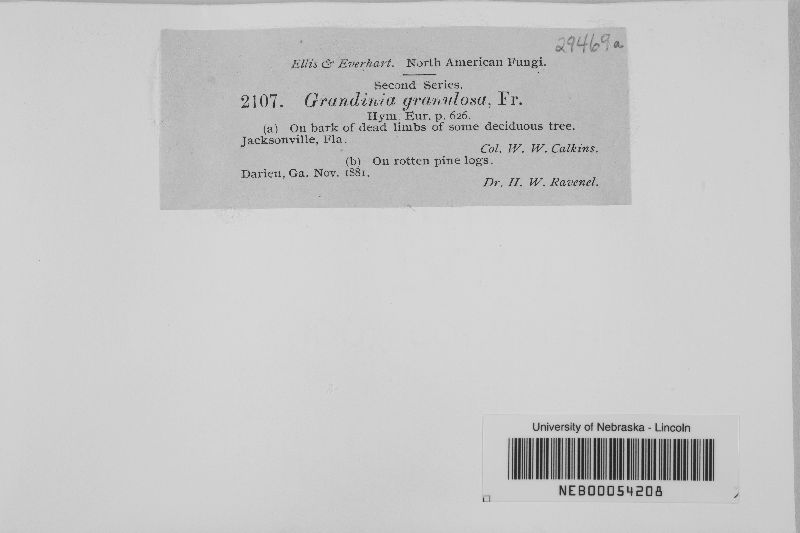 29469a
Ellis & Everhart. North American Fungi.
Second Series.
2107. Grandinia granulosa, Fr.
Hym. Eur. p. 626.
(a) On bark of dead limbs of some deciduous tree.
Jacksonville, Fla.
Col. W. W. Calkins.
(b) On rotten pine logs.
Darien, Ga. Nov. 1881.
Dr. H. W. Ravenel.
University of Nebraska - Lincoln
NEB00054208